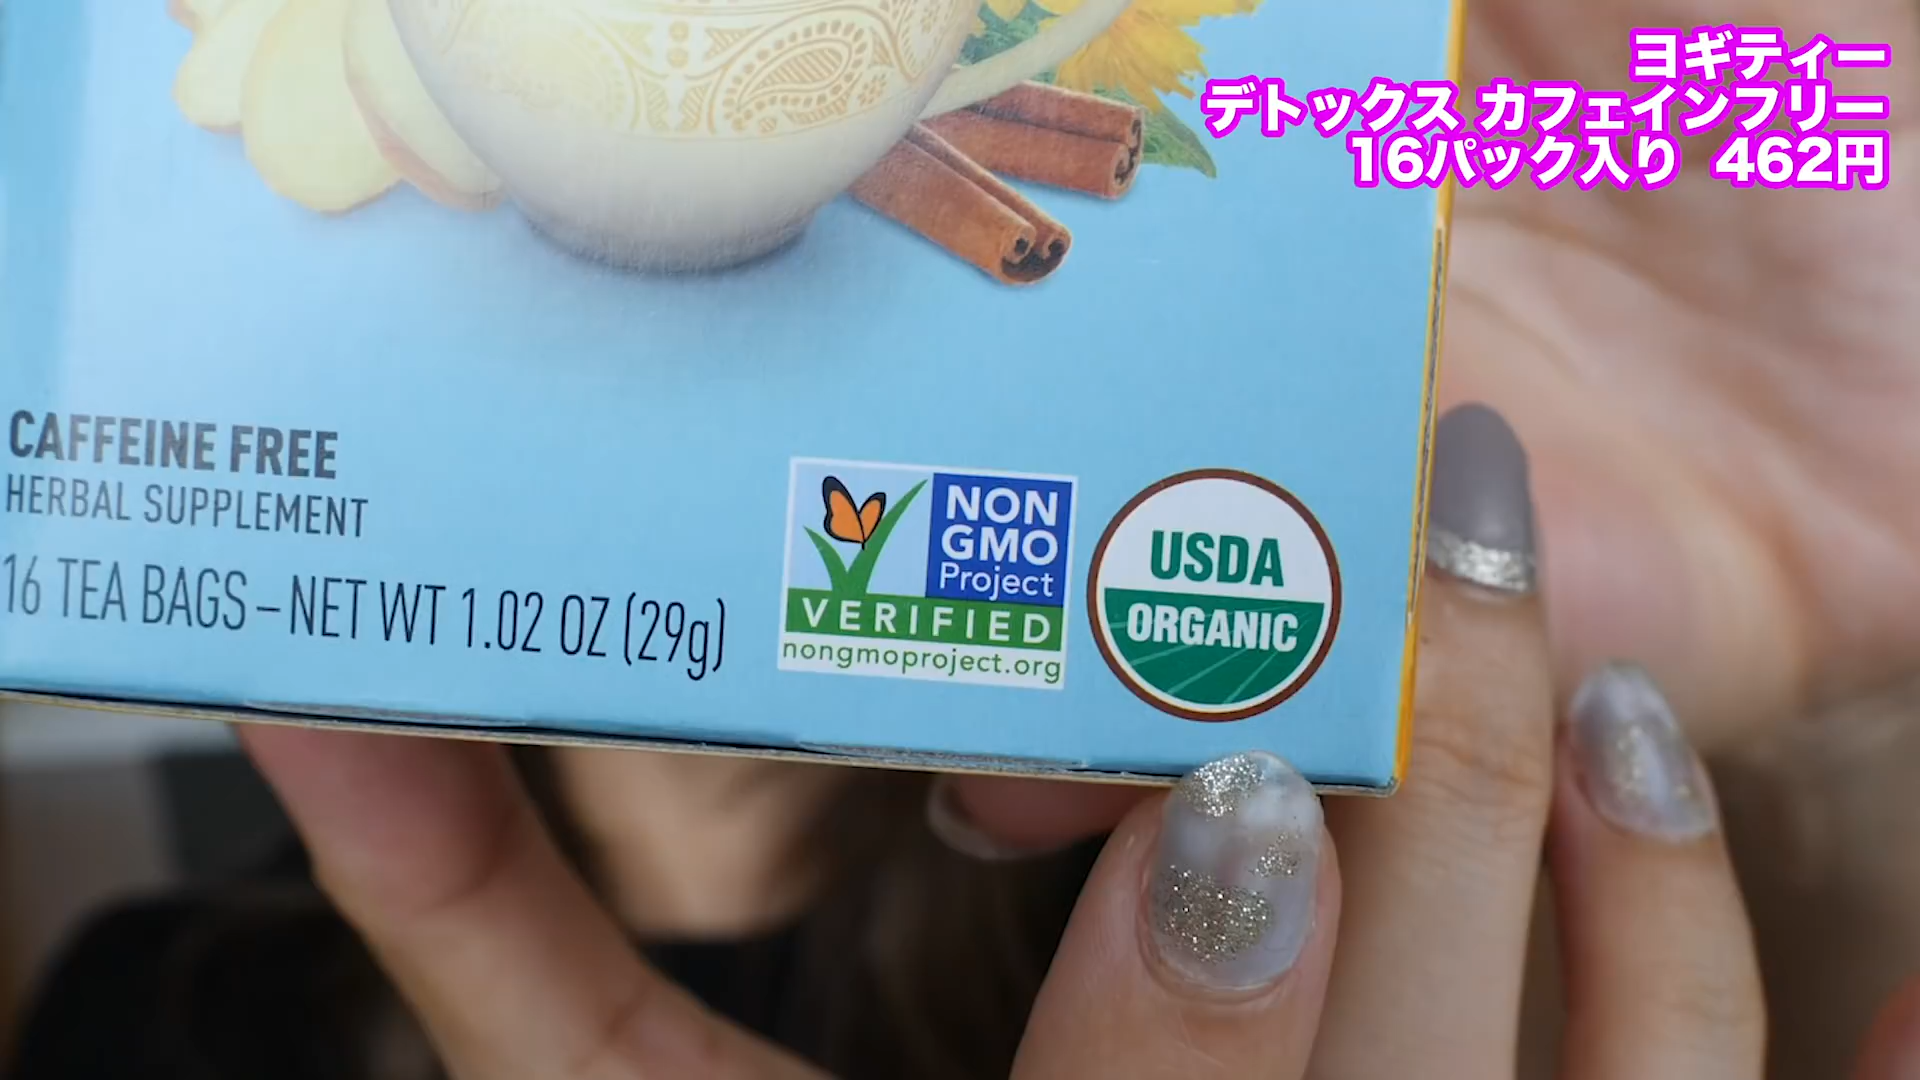 ヨギティー
デトックス カフェインフリー
16パック入り 462円
CAFFEINE FREE
HERBAL SUPPLEMENT
16 TEA BAGS – NET WT 1.02 OZ (29g)
NON
GMO
Project
VERIFIED
nongmoproject.org
USDA
ORGANIC